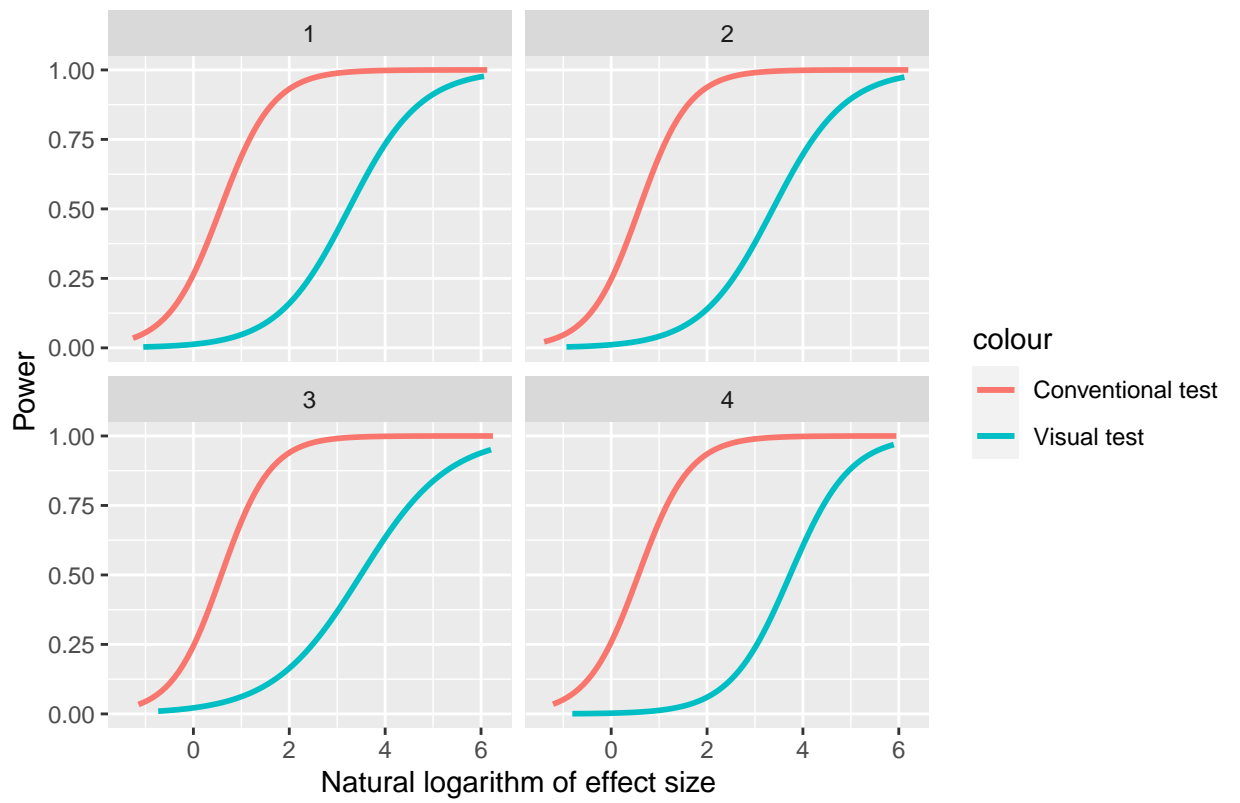 1
2
1.00
0.75
0.50
0.25
0.00
3
4
1.00
0.75
0.50
0.25
0.00
0 2 4 6
0 2 4 6
Power
Natural logarithm of effect size
colour
Conventional test
Visual test